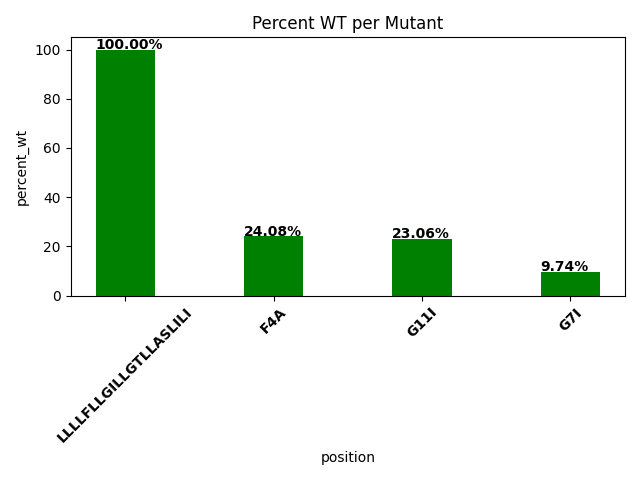 Percent WT per Mutant
percent_wt
100
80
60
40
20
0
100.00%
24.08%
23.06%
9.74%
LLLLFLLGILLGTLLASLILI
F4A
G11I
G7I
position